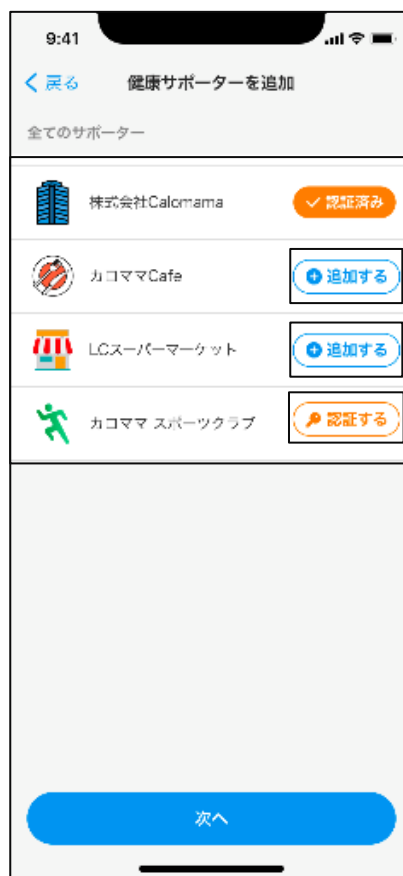 9:41
戻る 健康サポーターを追加
全てのサポーター
株式会社Calomama 認証済み
カロママCafe 追加する
LCスーパーマーケット 追加する
カロママ スポーツクラブ 認証する
次へ